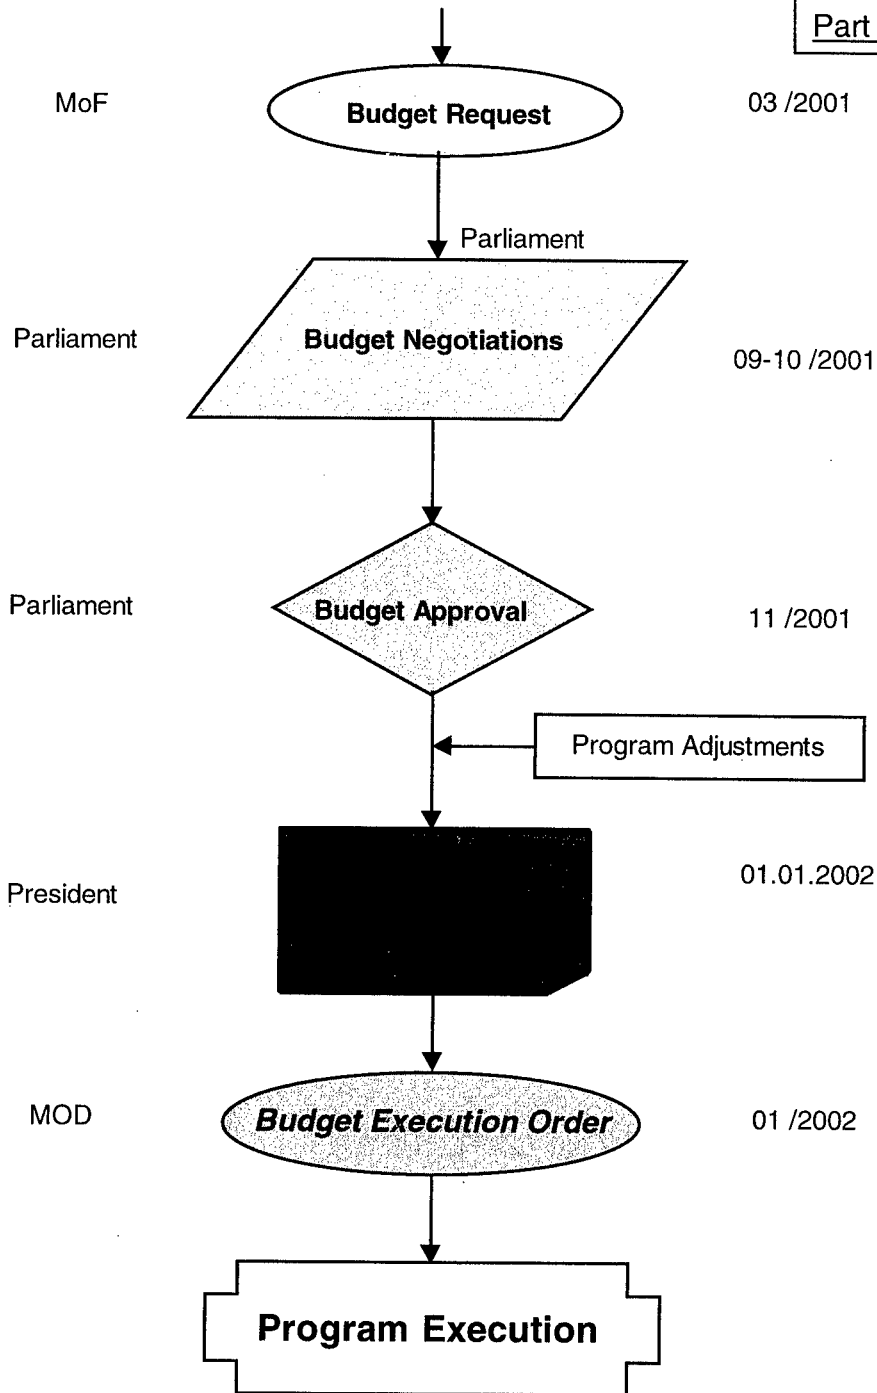 Part
MoF
Budget Request
03 /2001
Parliament
Parliament
Budget Negotiations
09-10 /2001
Parliament
Budget Approval
11 /2001
Program Adjustments
President
01.01.2002
MOD
Budget Execution Order
01 /2002
Program Execution